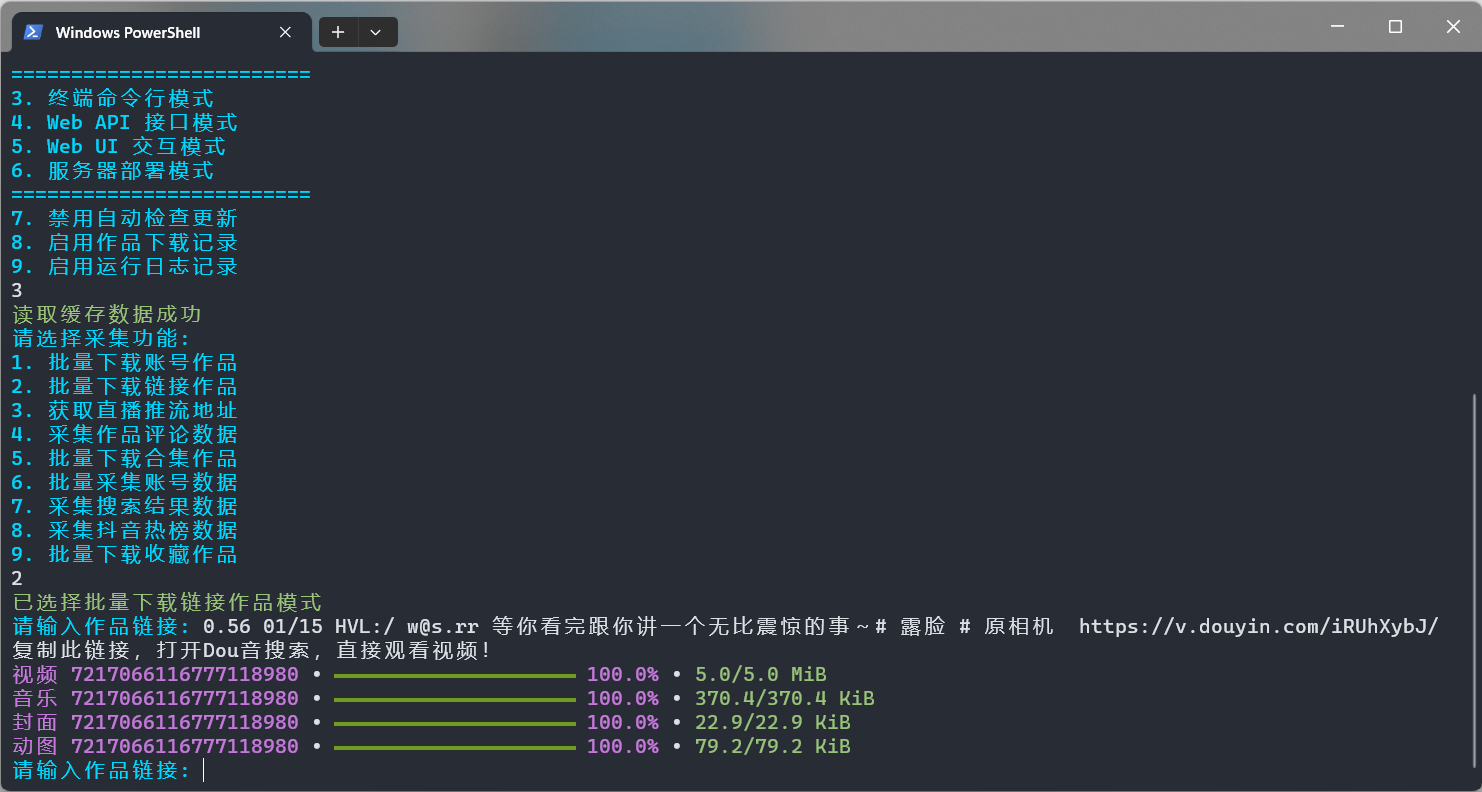 Windows PowerShell
=========================
3. 终端命令行模式
4. Web API 接口模式
5. Web UI 交互模式
6. 服务器部署模式
=========================
7. 禁用自动检查更新
8. 启用作品下载记录
9. 启用运行日志记录
3
读取缓存数据成功
请选择采集功能:
1. 批量下载账号作品
2. 批量下载链接作品
3. 获取直播推流地址
4. 采集作品评论数据
5. 批量下载合集作品
6. 批量采集账号数据
7. 采集搜索结果数据
8. 采集抖音热榜数据
9. 批量下载收藏作品
2
已选择批量下载链接作品模式
请输入作品链接: 0.56 01/15 HVL:/ w@s.rr 等你看完跟你讲一个无比震惊的事～# 露脸 # 原相机  https://v.douyin.com/iRUhXybJ/
复制此链接，打开Dou音搜索，直接观看视频！
视频 7217066116777118980 • 100.0% • 5.0/5.0 MiB
音乐 7217066116777118980 • 100.0% • 370.4/370.4 KiB
封面 7217066116777118980 • 100.0% • 22.9/22.9 KiB
动图 7217066116777118980 • 100.0% • 79.2/79.2 KiB
请输入作品链接: